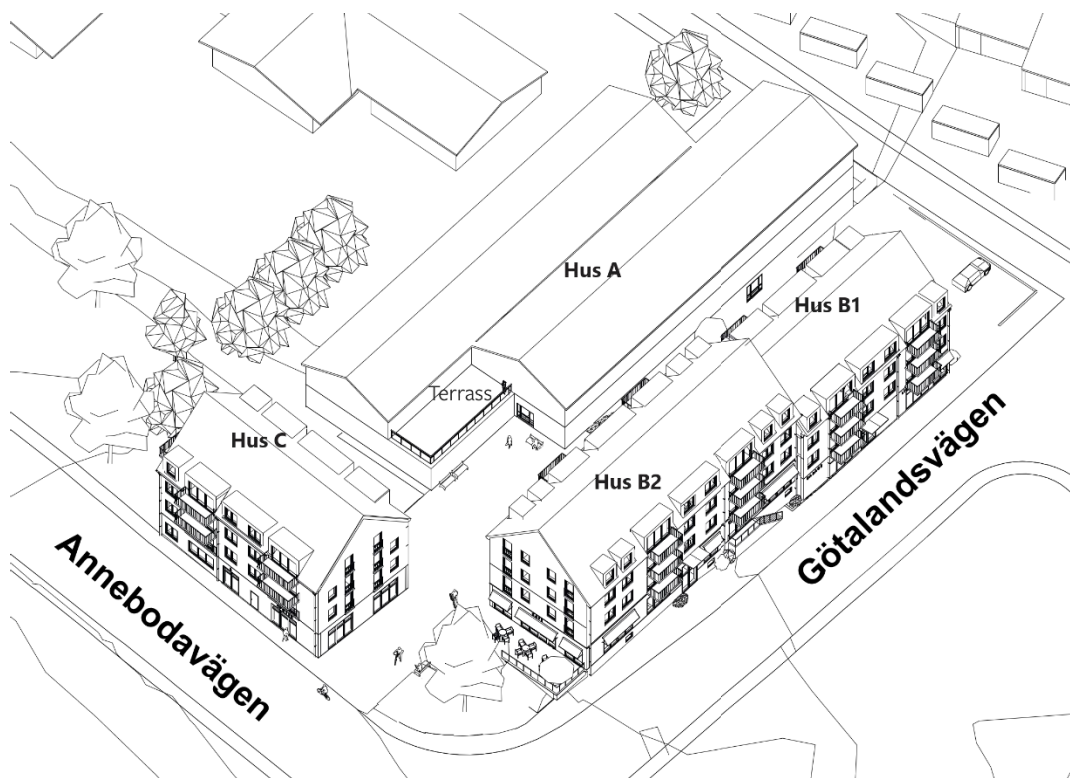 Hus A
Hus B1
Terrass
Hus C
Hus B2
Annebodavägen
Götalandsvägen